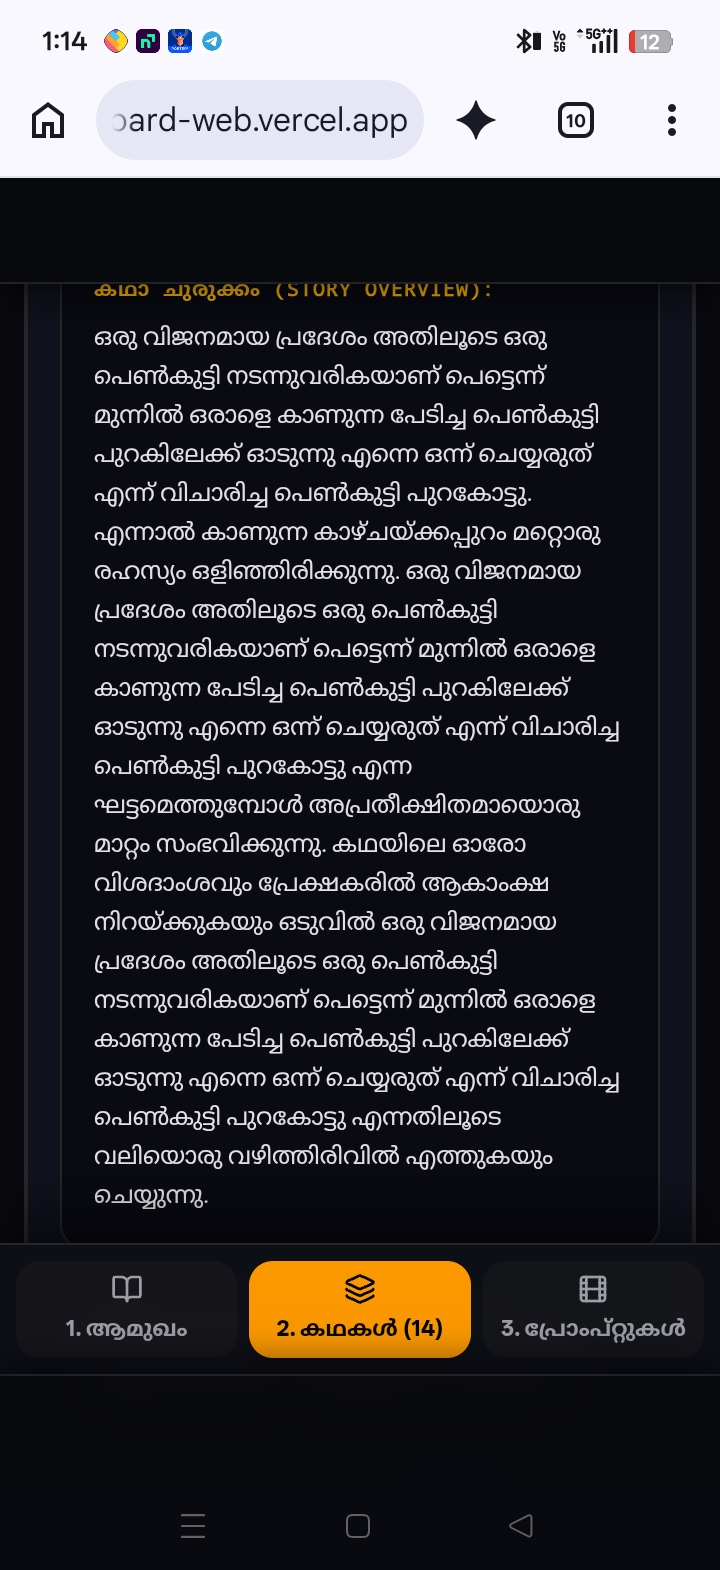 1:14
Vo 5G
5G++
12
oard-web.vercel.app
10
കഥാ ചുരുക്കം (STORY OVERVIEW):
ഒരു വിജനമായ പ്രദേശം അതിലൂടെ ഒരു
പെൺകുട്ടി നടന്നുവരികയാണ് പെട്ടെന്ന്
മുന്നിൽ ഒരാളെ കാണുന്ന പേടിച്ച പെൺകുട്ടി
പുറകിലേക്ക് ഓടുന്നു എന്നെ ഒന്ന് ചെയ്യരുത്
എന്ന് വിചാരിച്ച പെൺകുട്ടി പുറകോട്ടു.
എന്നാൽ കാണുന്ന കാഴ്ചയ്ക്കപ്പുറം മറ്റൊരു
രഹസ്യം ഒളിഞ്ഞിരിക്കുന്നു. ഒരു വിജനമായ
പ്രദേശം അതിലൂടെ ഒരു പെൺകുട്ടി
നടന്നുവരികയാണ് പെട്ടെന്ന് മുന്നിൽ ഒരാളെ
കാണുന്ന പേടിച്ച പെൺകുട്ടി പുറകിലേക്ക്
ഓടുന്നു എന്നെ ഒന്ന് ചെയ്യരുത് എന്ന് വിചാരിച്ച
പെൺകുട്ടി പുറകോട്ടു എന്ന
ഘട്ടമെത്തുമ്പോൾ അപ്രതീക്ഷിതമായൊരു
മാറ്റം സംഭവിക്കുന്നു. കഥയിലെ ഓരോ
വിശദാംശവും പ്രേക്ഷകരിൽ ആകാംക്ഷ
നിറയ്ക്കുകയും ഒടുവിൽ ഒരു വിജനമായ
പ്രദേശം അതിലൂടെ ഒരു പെൺകുട്ടി
നടന്നുവരികയാണ് പെട്ടെന്ന് മുന്നിൽ ഒരാളെ
കാണുന്ന പേടിച്ച പെൺകുട്ടി പുറകിലേക്ക്
ഓടുന്നു എന്നെ ഒന്ന് ചെയ്യരുത് എന്ന് വിചാരിച്ച
പെൺകുട്ടി പുറകോട്ടു എന്നതിലൂടെ
വലിയൊരു വഴിത്തിരിവിൽ എത്തുകയും
ചെയ്യുന്നു.
1. ആമുഖം
2. കഥകൾ (14)
3. പ്രോംപ്റ്റുകൾ